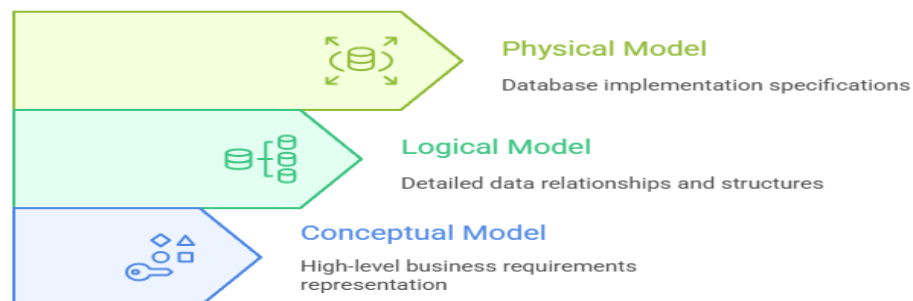 Physical Model
Database implementation specifications
Logical Model
Detailed data relationships and structures
Conceptual Model
High-level business requirements
representation